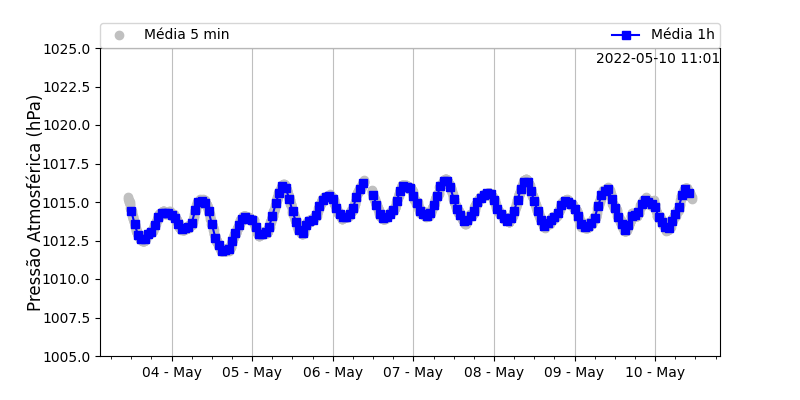 Média 5 min
Média 1h
2022-05-10 11:01
Pressão Atmosférica (hPa)
1025.0
1022.5
1020.0
1017.5
1015.0
1012.5
1010.0
1007.5
1005.0
04 - May
05 - May
06 - May
07 - May
08 - May
09 - May
10 - May